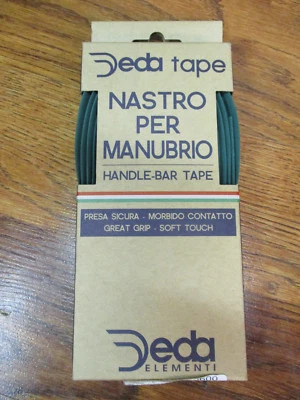 Deda tape
NASTRO
PER
MANUBRIO
HANDLE-BAR TAPE
PRESA SICURA - MORBIDO CONTATTO
GREAT GRIP - SOFT TOUCH
Deda
ELEMENTI